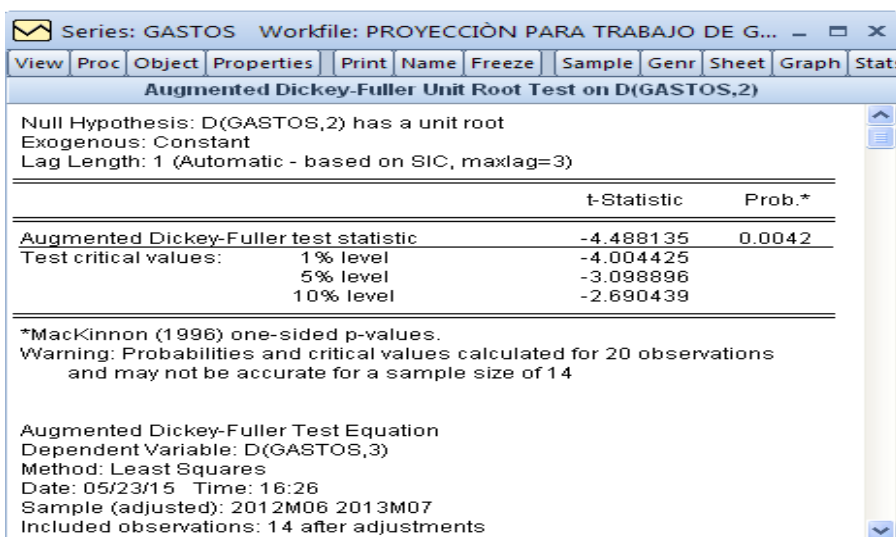 Series: GASTOS Workfile: PROYECCIÒN PARA TRABAJO DE G...
View Proc Object Properties Print Name Freeze Sample Genr Sheet Graph Stat
Augmented Dickey-Fuller Unit Root Test on D(GASTOS,2)
Null Hypothesis: D(GASTOS,2) has a unit root
Exogenous: Constant
Lag Length: 1 (Automatic - based on SIC, maxlag=3)
t-Statistic Prob.*
Augmented Dickey-Fuller test statistic -4.488135 0.0042
Test critical values: 1% level -4.004425
5% level -3.098896
10% level -2.690439
*MacKinnon (1996) one-sided p-values.
Warning: Probabilities and critical values calculated for 20 observations
and may not be accurate for a sample size of 14
Augmented Dickey-Fuller Test Equation
Dependent Variable: D(GASTOS,3)
Method: Least Squares
Date: 05/23/15 Time: 16:26
Sample (adjusted): 2012M06 2013M07
Included observations: 14 after adjustments